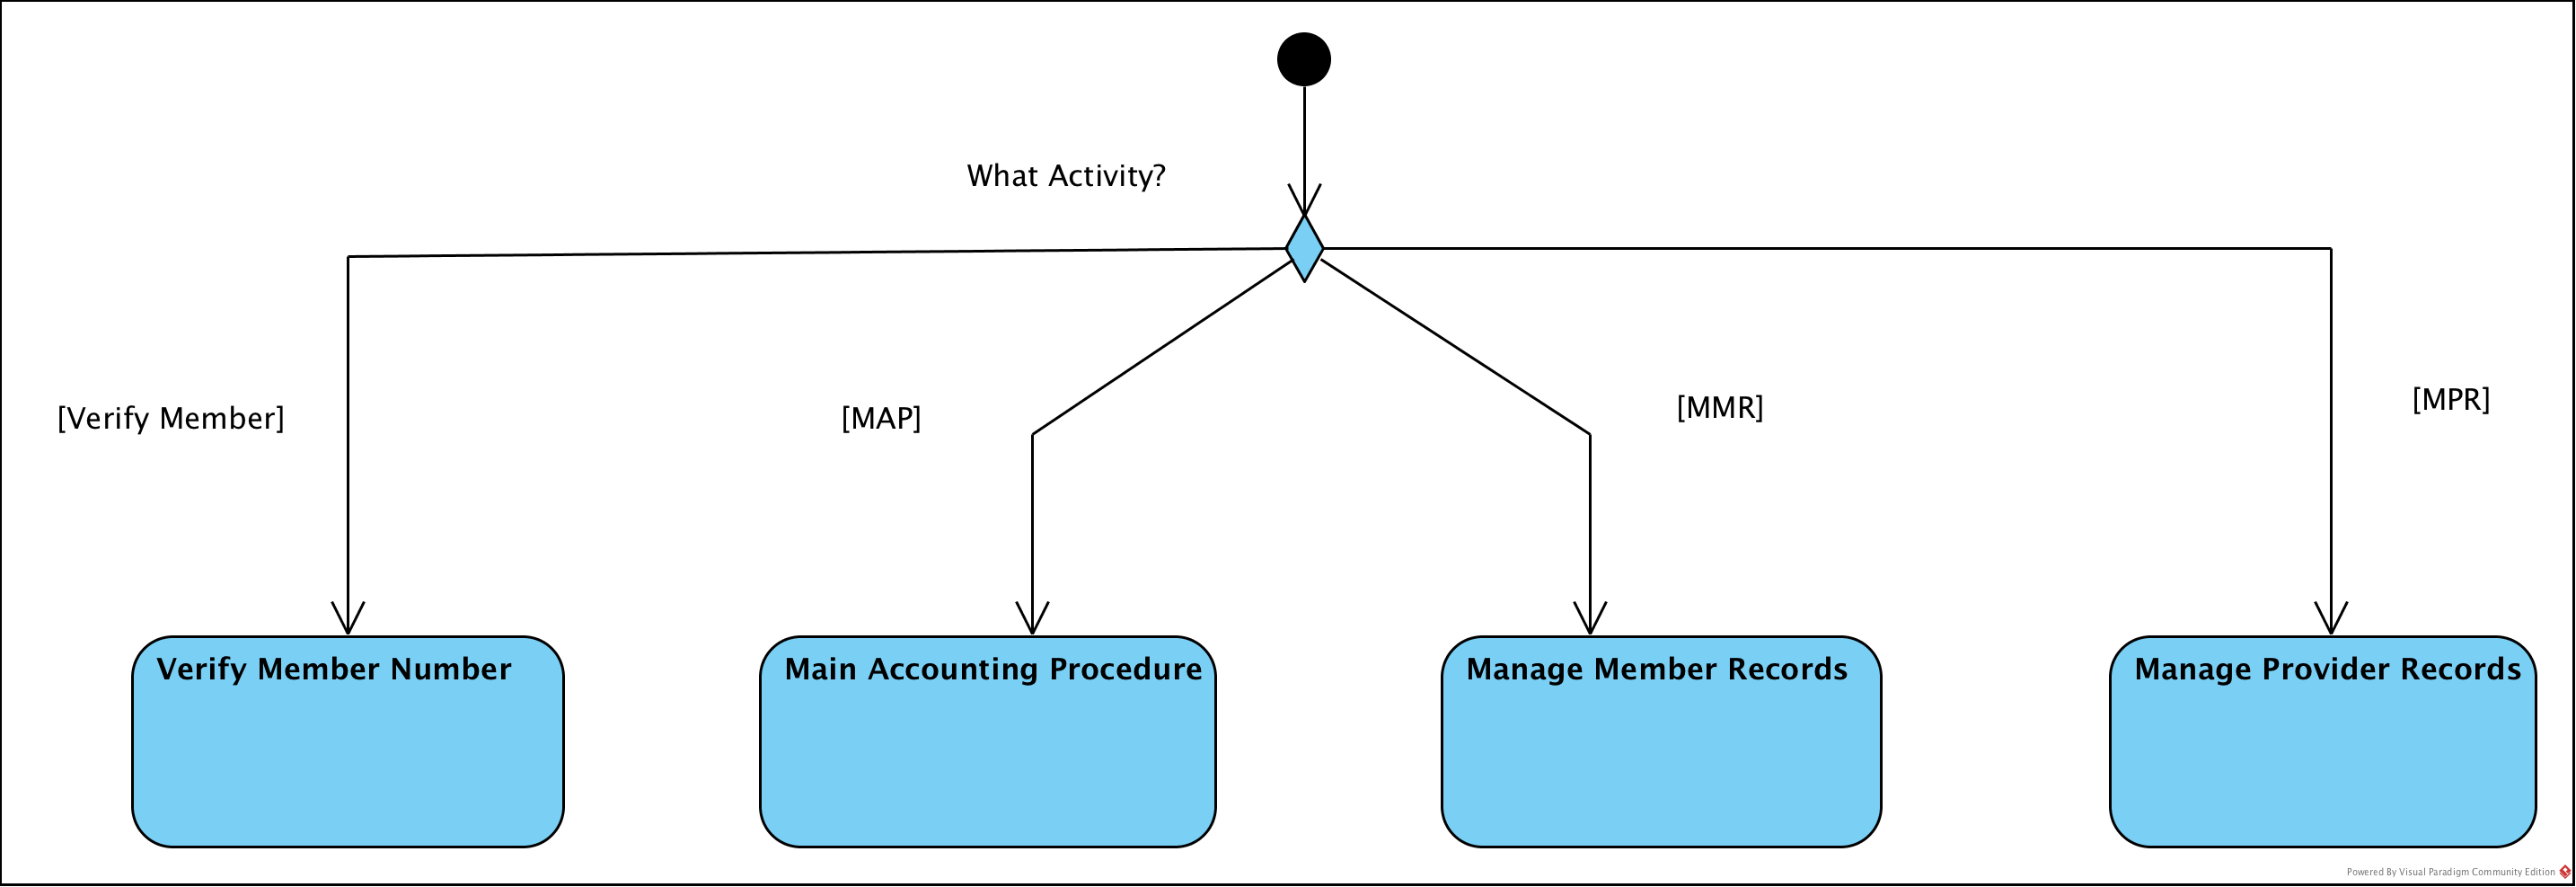 What Activity?
[Verify Member]
[MAP]
[MMR]
[MPR]
Verify Member Number
Main Accounting Procedure
Manage Member Records
Manage Provider Records
Powered By Visual Paradigm Community Edition